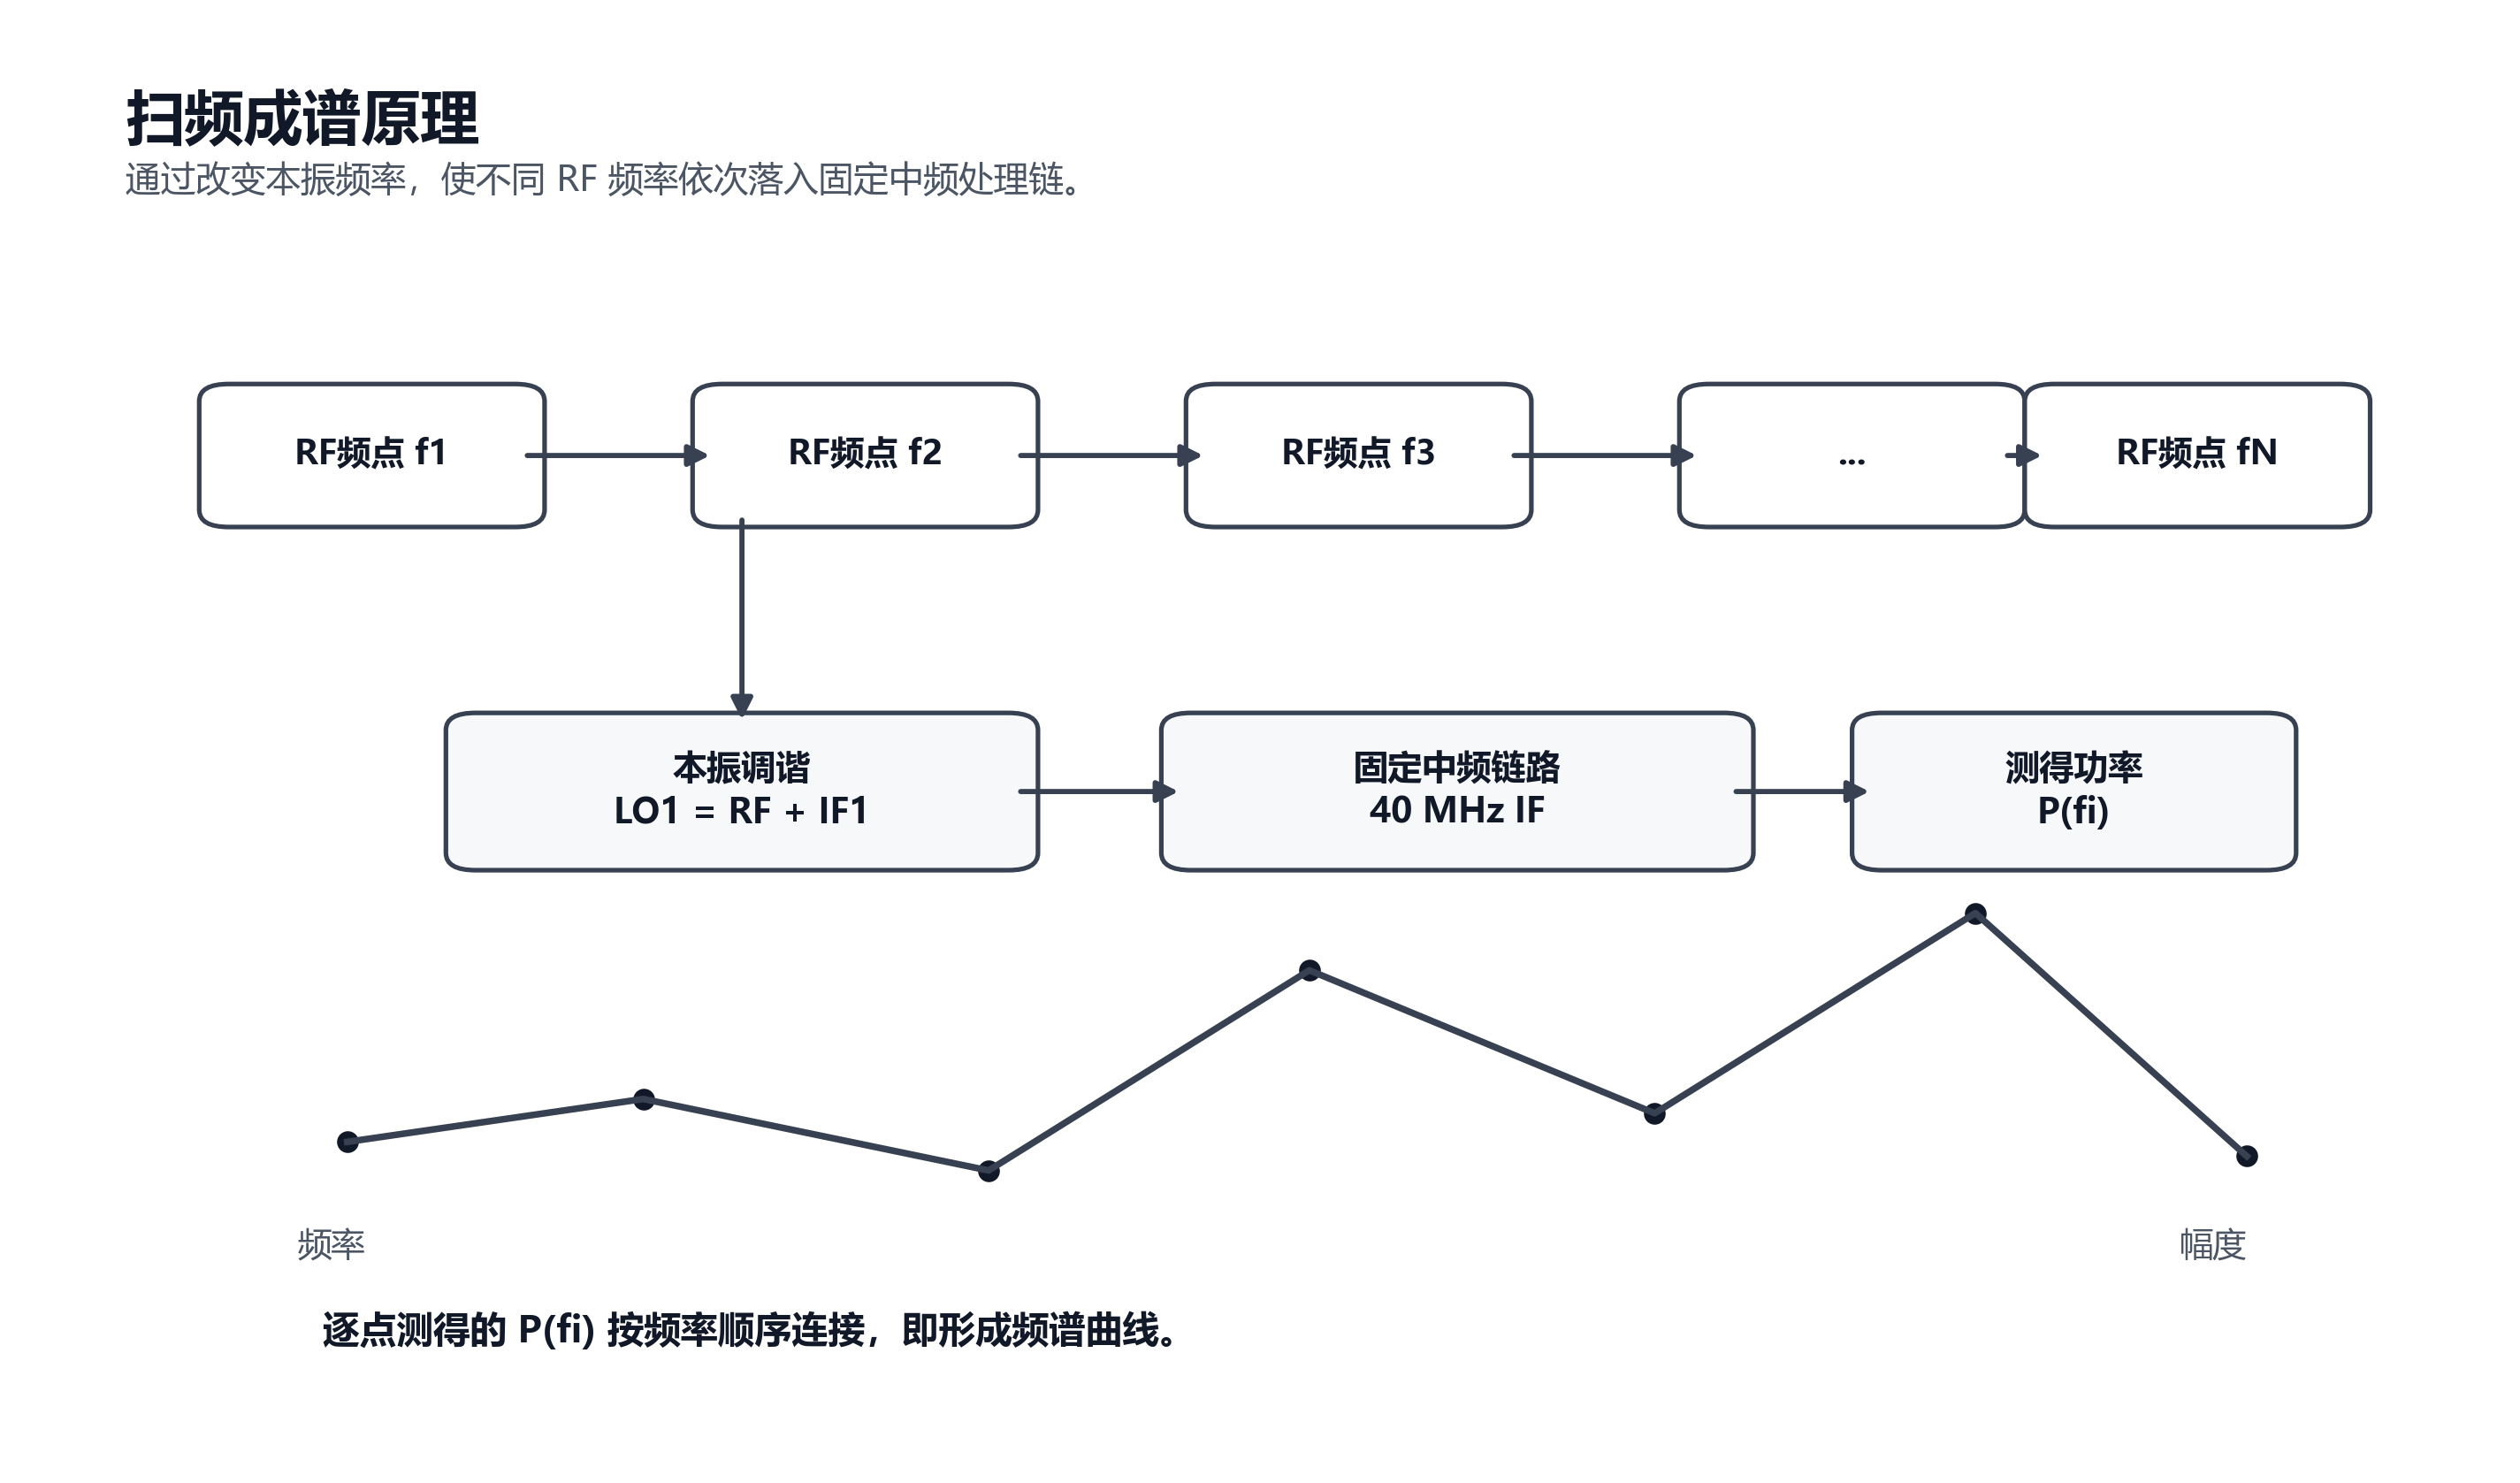 扫频成谱原理
通过改变本振频率，使不同 RF 频率依次落入固定中频处理链。
RF频点 f1
RF频点 f2
RF频点 f3
...
RF频点 fN
本振调谐
LO1 = RF + IF1
固定中频链路
40 MHz IF
测得功率
P(fi)
频率
幅度
逐点测得的 P(fi) 按频率顺序连接，即形成频谱曲线。